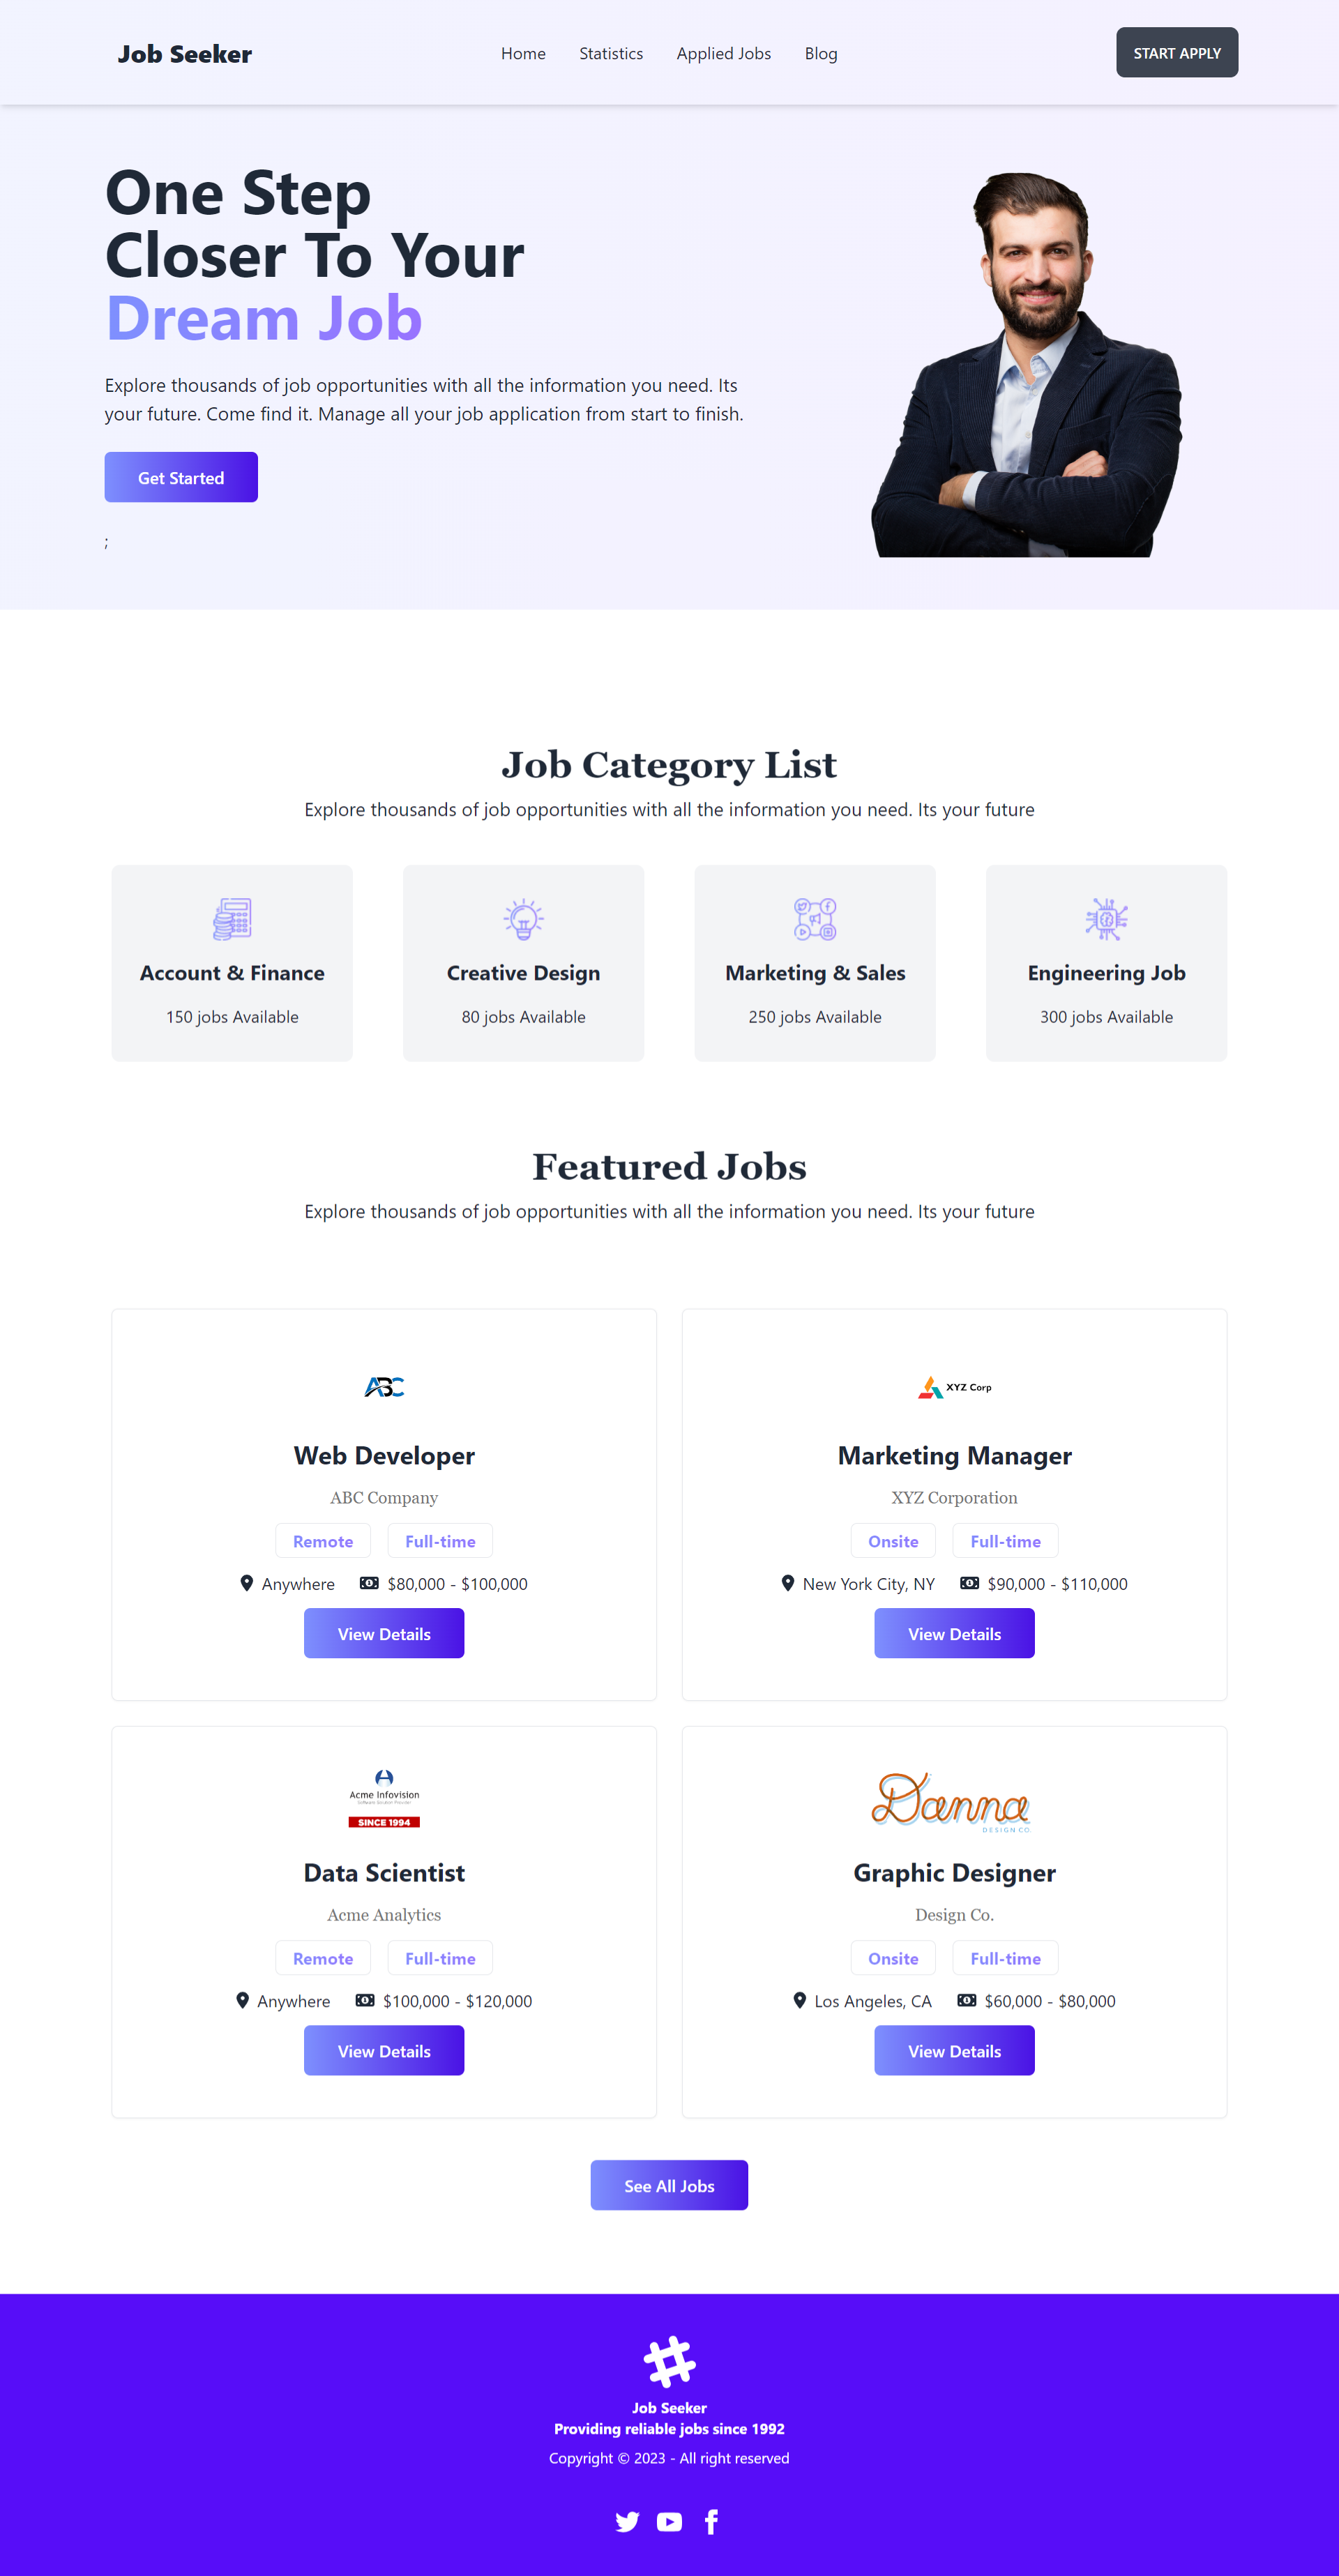 Job Seeker
Home Statistics Applied Jobs Blog
START APPLY
One Step
Closer To Your
Dream Job
Explore thousands of job opportunities with all the information you need. Its
your future. Come find it. Manage all your job application from start to finish.
Get Started
;
Job Category List
Explore thousands of job opportunities with all the information you need. Its your future
Account & Finance
150 jobs Available
Creative Design
80 jobs Available
Marketing & Sales
250 jobs Available
Engineering Job
300 jobs Available
Featured Jobs
Explore thousands of job opportunities with all the information you need. Its your future
ABC
Web Developer
ABC Company
Remote Full-time
Anywhere $80,000 - $100,000
View Details
XYZ Corp
Marketing Manager
XYZ Corporation
Onsite Full-time
New York City, NY $90,000 - $110,000
View Details
Acme Infovision
Software Solution Provider
SINCE 1994
Data Scientist
Acme Analytics
Remote Full-time
Anywhere $100,000 - $120,000
View Details
Danna
DESIGN CO.
Graphic Designer
Design Co.
Onsite Full-time
Los Angeles, CA $60,000 - $80,000
View Details
See All Jobs
Job Seeker
Providing reliable jobs since 1992
Copyright © 2023 - All right reserved